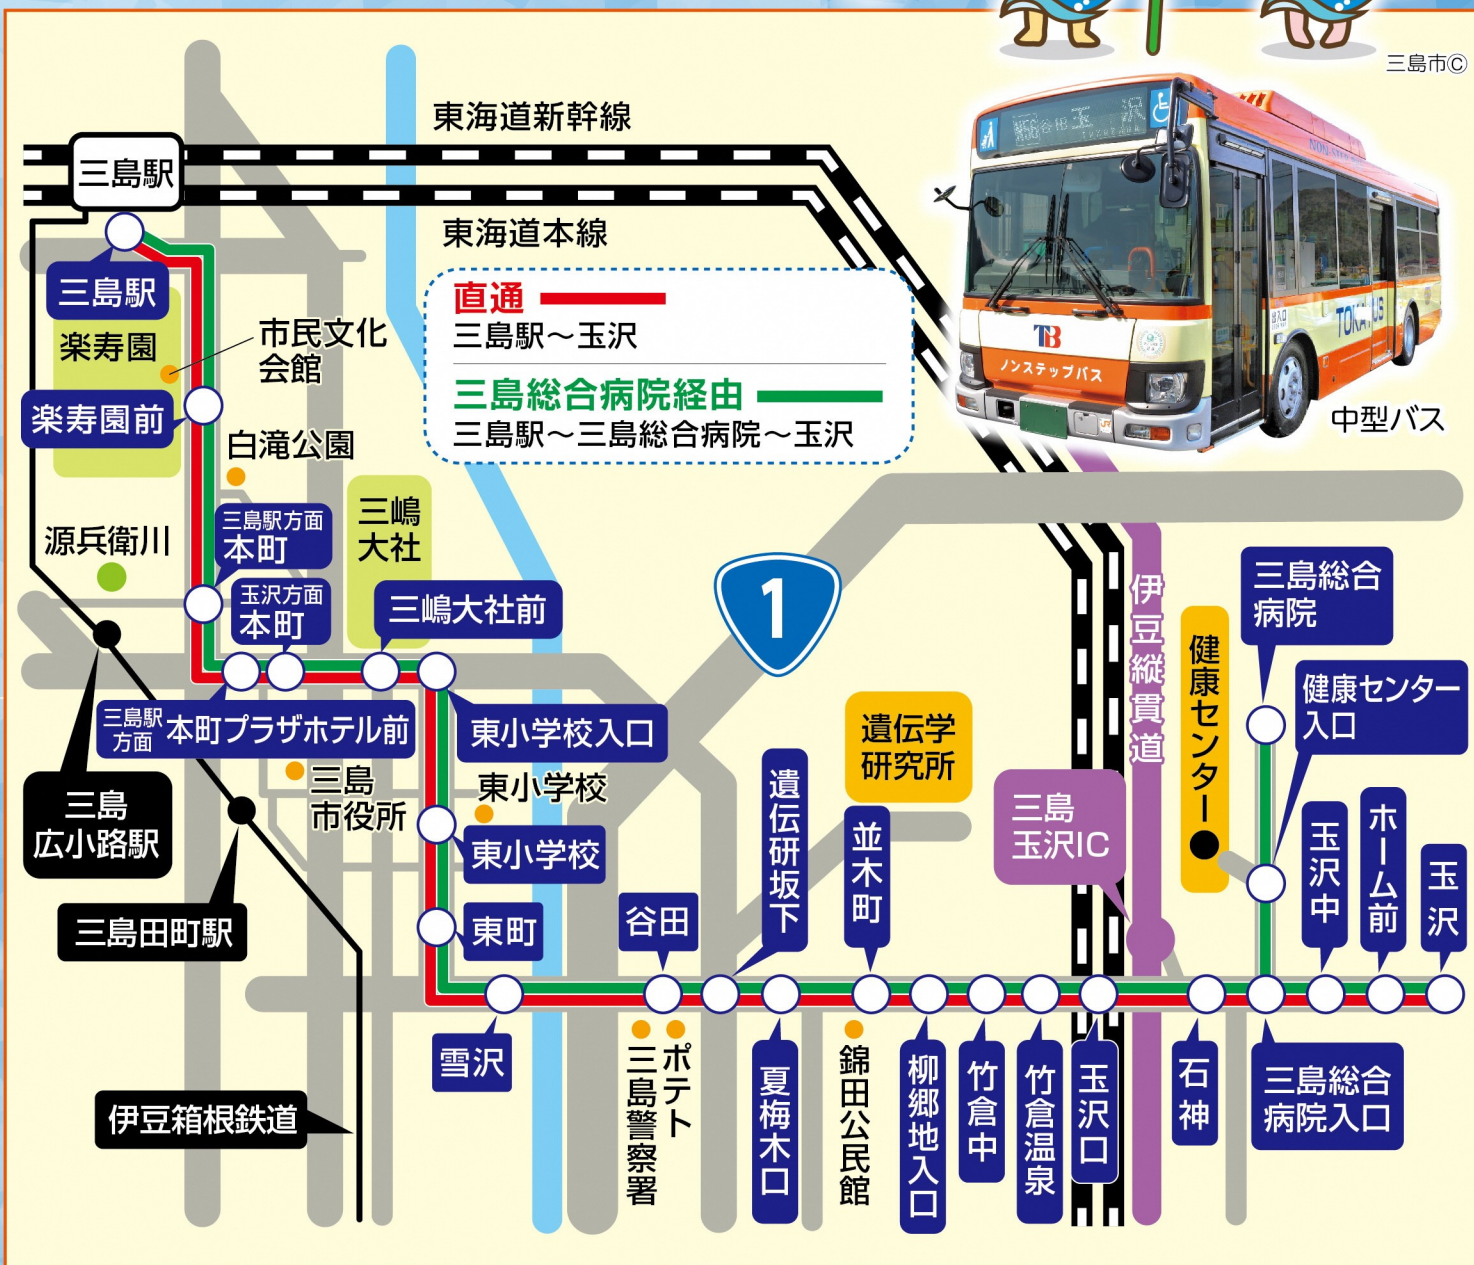 三島市©
東海道新幹線
三島駅
東海道本線
三島駅
直通
三島駅～玉沢
三島総合病院経由
三島駅～三島総合病院～玉沢
ノンステップバス
TB
出入口
中型バス
楽寿園
市民文化
会館
楽寿園前
白滝公園
三島駅方面
本町
三嶋
大社
源兵衛川
玉沢方面
本町
三嶋大社前
1
伊豆縦貫道
三島総合
病院
健康センター
健康センター
入口
三島駅
方面
本町プラザホテル前
東小学校入口
遺伝学
研究所
三島
広小路駅
三島
市役所
東小学校
東小学校
遺伝研坂下
並木町
三島
玉沢IC
玉沢中
ホーム前
玉沢
三島田町駅
東町
谷田
雪沢
三島警察署
ポテト
夏梅木口
錦田公民館
柳郷地入口
竹倉中
竹倉温泉
玉沢口
石神
三島総合
病院入口
伊豆箱根鉄道